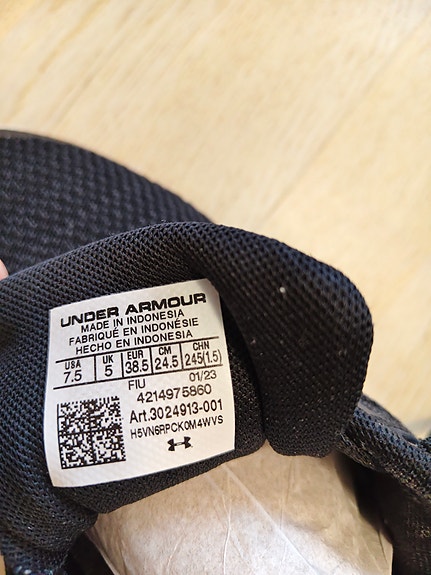 UNDER ARMOUR
MADE IN INDONESIA
FABRIQUÉ EN INDONÉSIE
HECHO EN INDONESIA
USA UK EUR CM CHN
7.5 5 38.5 24.5 245(1.5)
FIU 01/23
4214975860
Art.3024913-001
H5VN6RPCK0M4WVS